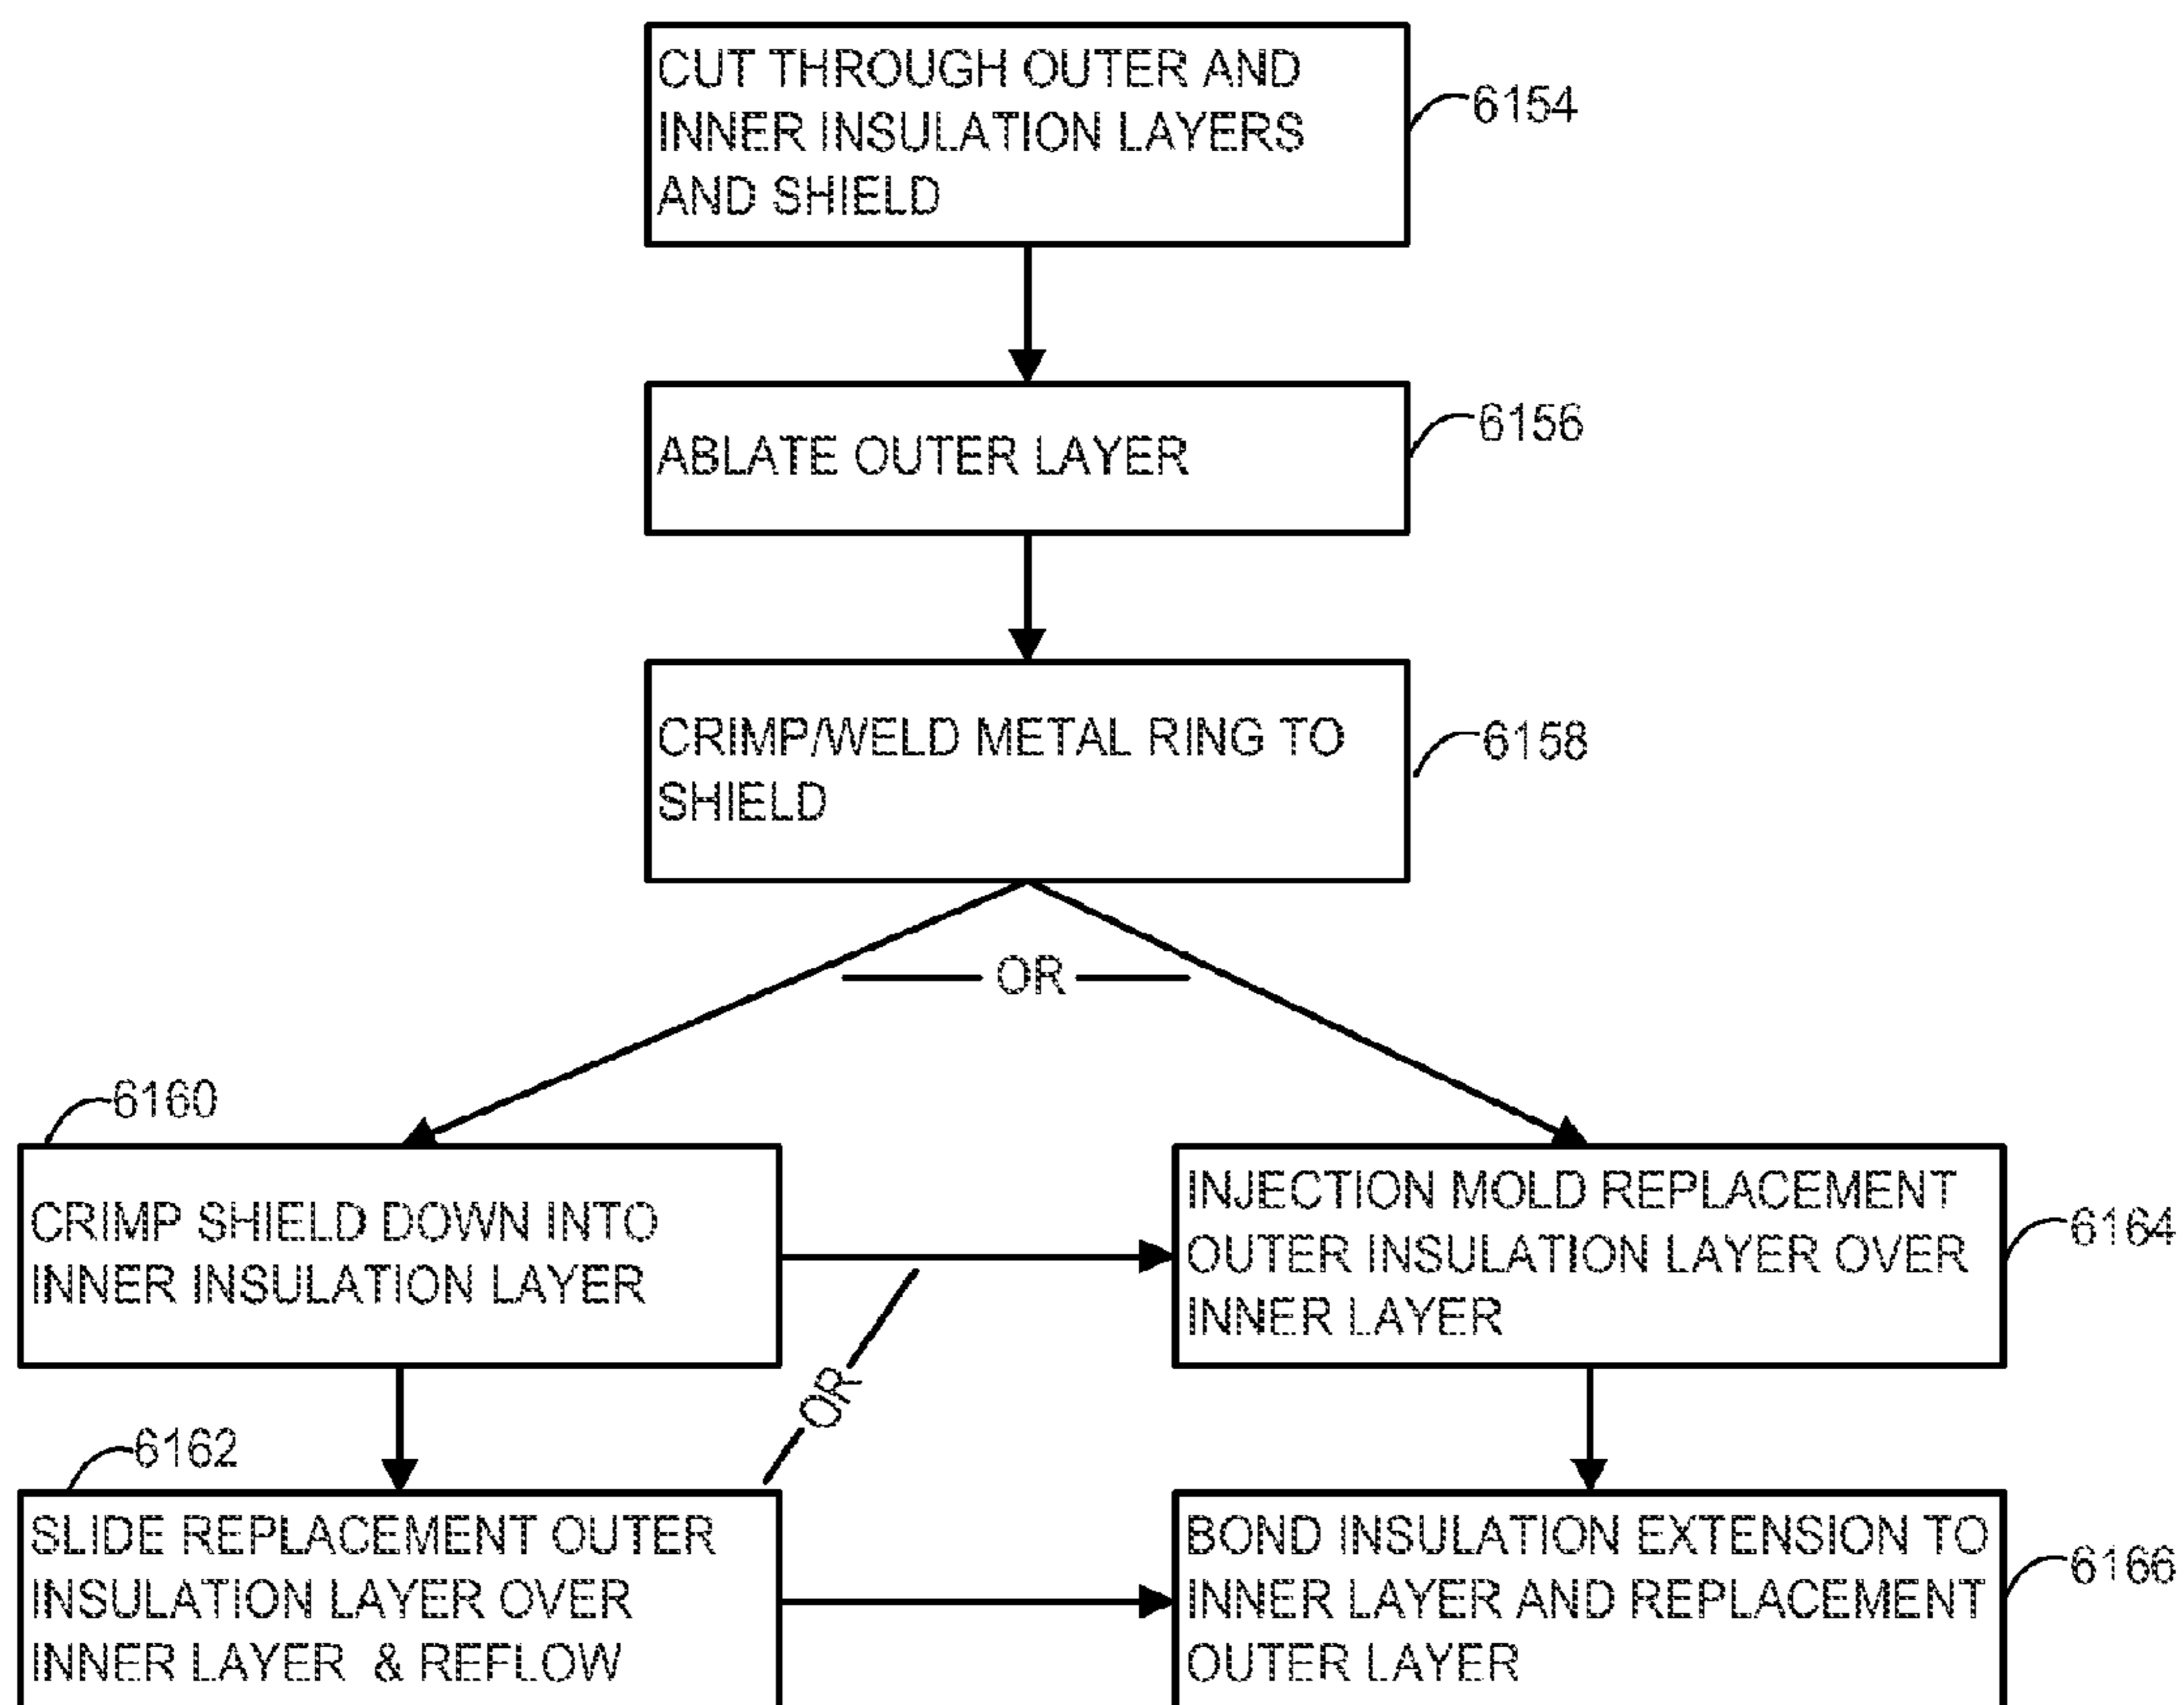 CUT THROUGH OUTER AND
INNER INSULATION LAYERS
AND SHIELD
6154
ABLATE OUTER LAYER
6156
CRIMP/WELD METAL RING TO
SHIELD
6158
OR
6160
CRIMP SHIELD DOWN INTO
INNER INSULATION LAYER
INJECTION MOLD REPLACEMENT
OUTER INSULATION LAYER OVER
INNER LAYER
6164
OR
6162
SLIDE REPLACEMENT OUTER
INSULATION LAYER OVER
INNER LAYER & REFLOW
BOND INSULATION EXTENSION TO
INNER LAYER AND REPLACEMENT
OUTER LAYER
6166